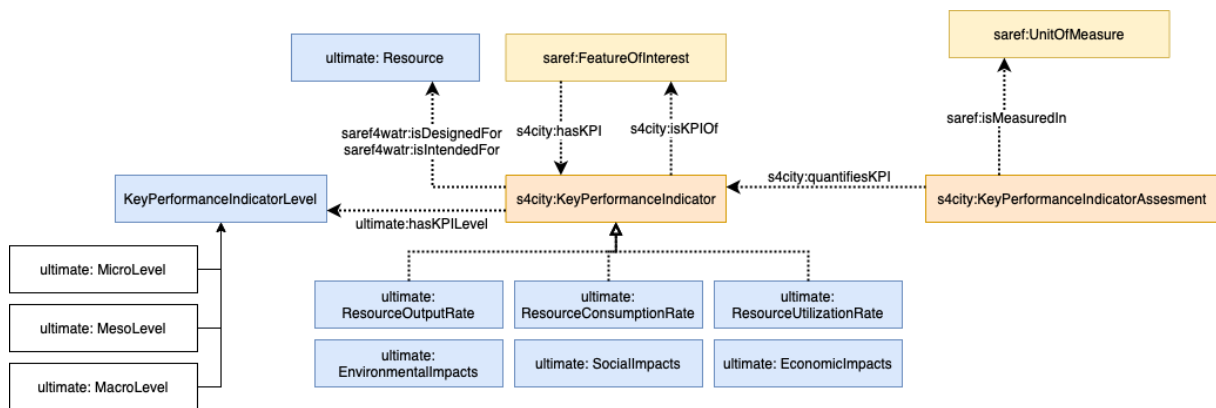 saref:UnitOfMeasure
ultimate: Resource
saref:FeatureOfInterest
saref:isMeasuredIn
saref4watr:isDesignedFor
saref4watr:isIntendedFor
s4city:hasKPI
s4city:isKPIOf
s4city:quantifiesKPI
KeyPerformanceIndicatorLevel
s4city:KeyPerformanceIndicator
s4city:KeyPerformanceIndicatorAssesment
ultimate:hasKPILevel
ultimate: MicroLevel
ultimate: MesoLevel
ultimate: MacroLevel
ultimate:
ResourceOutputRate
ultimate:
ResourceConsumptionRate
ultimate:
ResourceUtilizationRate
ultimate:
EnvironmentalImpacts
ultimate: SocialImpacts
ultimate: EconomicImpacts